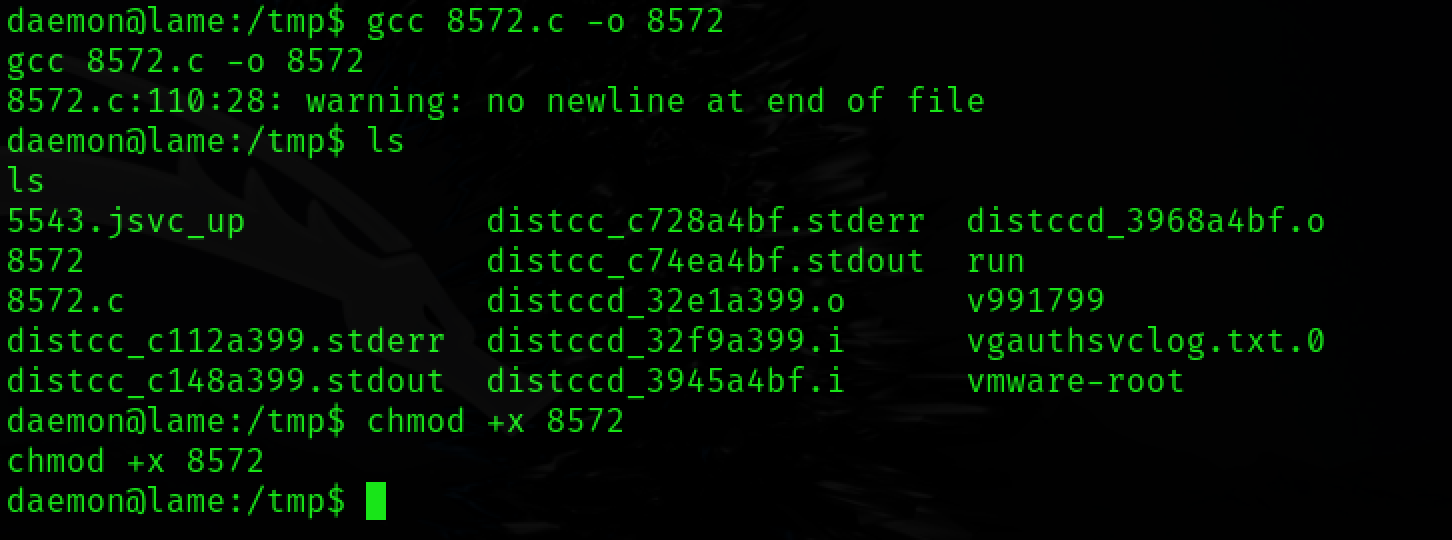 daemon@lame:/tmp$ gcc 8572.c -o 8572
gcc 8572.c -o 8572
8572.c:110:28: warning: no newline at end of file
daemon@lame:/tmp$ ls
ls
5543.jsvc_up distcc_c728a4bf.stderr distccd_3968a4bf.o
8572 distcc_c74ea4bf.stdout run
8572.c distccd_32e1a399.o v991799
distcc_c112a399.stderr distccd_32f9a399.i vgauthsvclog.txt.0
distcc_c148a399.stdout distccd_3945a4bf.i vmware-root
daemon@lame:/tmp$ chmod +x 8572
chmod +x 8572
daemon@lame:/tmp$